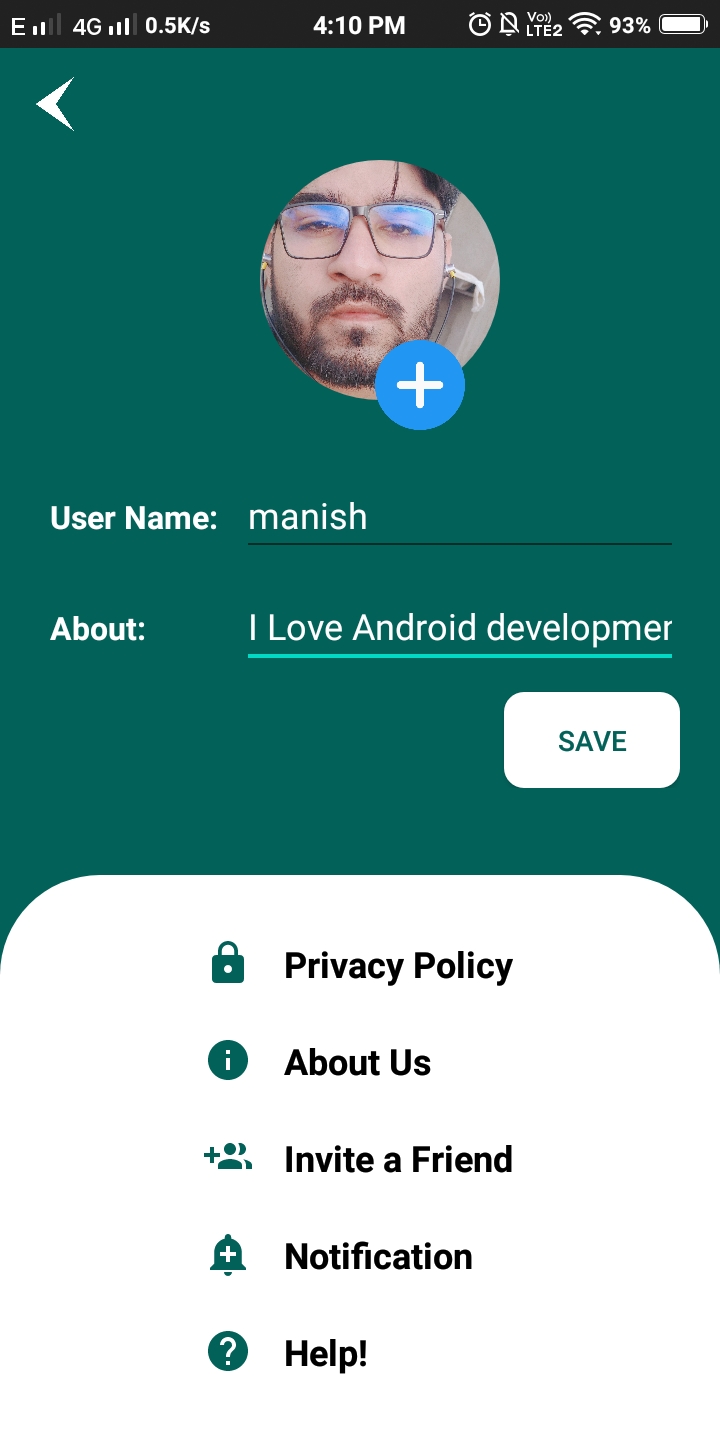 E 4G 0.5K/s 4:10 PM Vo)) LTE2 93%
User Name: manish
About: I Love Android developmen
SAVE
Privacy Policy
About Us
Invite a Friend
Notification
Help!